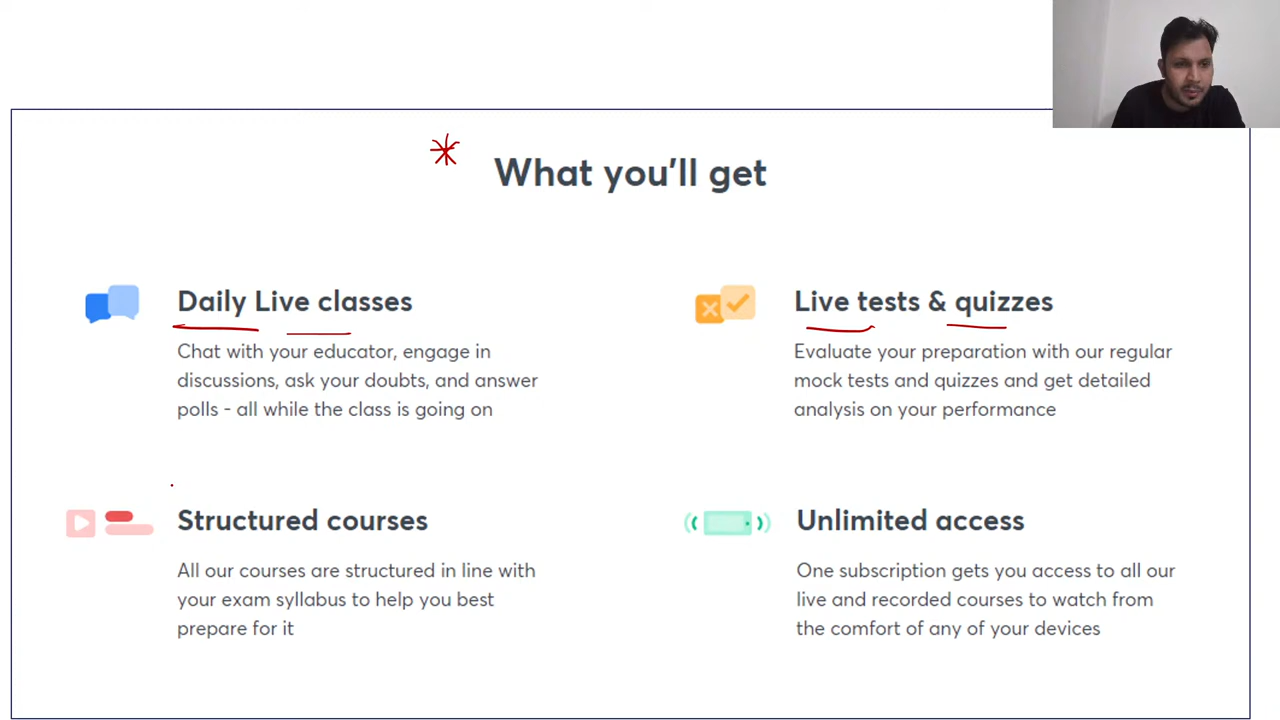 What you'll get
Daily Live classes
Chat with your educator, engage in
discussions, ask your doubts, and answer
polls - all while the class is going on
Live tests & quizzes
Evaluate your preparation with our regular
mock tests and quizzes and get detailed
analysis on your performance
Structured courses
All our courses are structured in line with
your exam syllabus to help you best
prepare for it
Unlimited access
One subscription gets you access to all our
live and recorded courses to watch from
the comfort of any of your devices